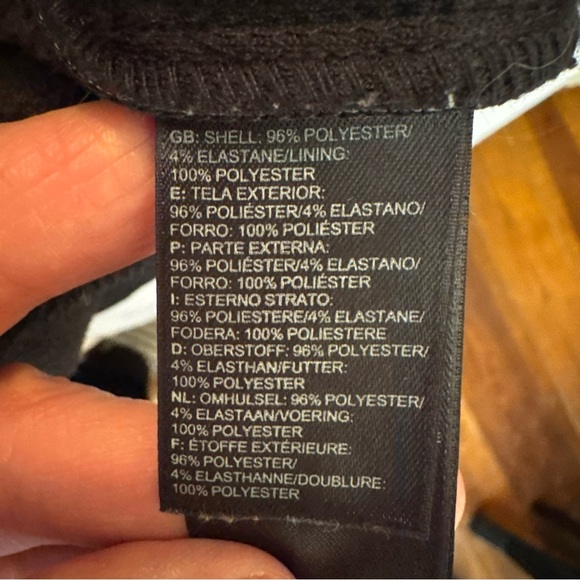 GB: SHELL: 96% POLYESTER/
4% ELASTANE/LINING:
100% POLYESTER
E: TELA EXTERIOR:
96% POLIÉSTER/4% ELASTANO/
FORRO: 100% POLIÉSTER
P: PARTE EXTERNA:
96% POLIÉSTER/4% ELASTANO/
FORRO: 100% POLIÉSTER
I: ESTERNO STRATO:
96% POLIESTERE/4% ELASTANE/
FODERA: 100% POLIESTERE
D: OBERSTOFF: 96% POLYESTER/
4% ELASTHAN/FUTTER:
100% POLYESTER
NL: OMHULSEL: 96% POLYESTER/
4% ELASTAAN/VOERING:
100% POLYESTER
F: ÉTOFFE EXTÉRIEURE:
96% POLYESTER/
4% ELASTHANNE/DOUBLURE:
100% POLYESTER